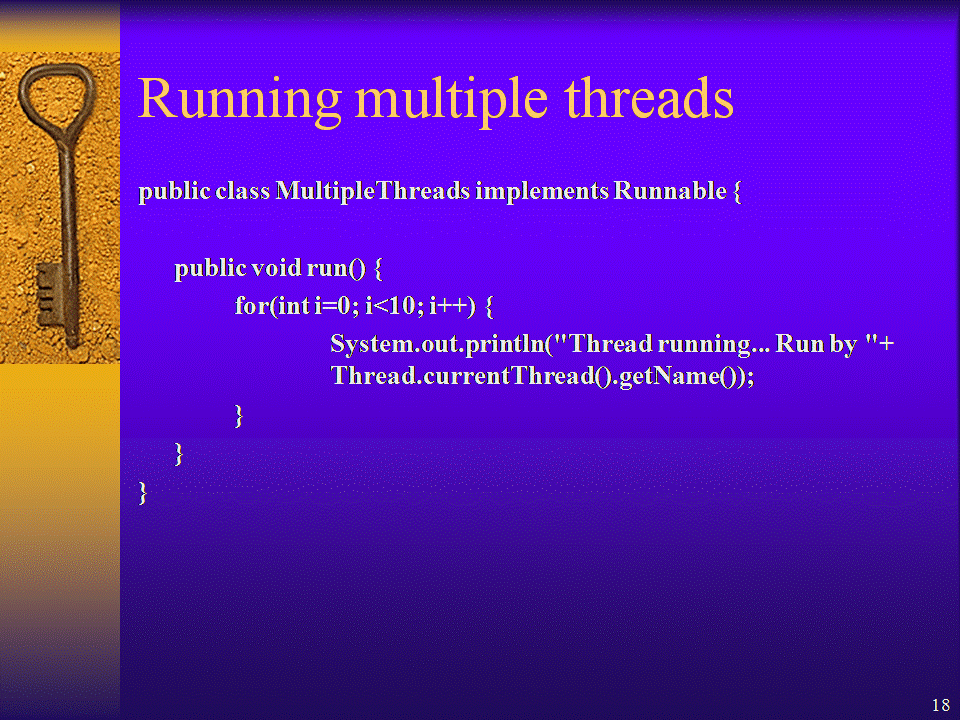 Running multiple threads
public class MultipleThreads implements Runnable {
public void run() {
for(int i=0; i<10; i++) {
System.out.println("Thread running... Run by "+
Thread.currentThread().getName());
}
}
}
18